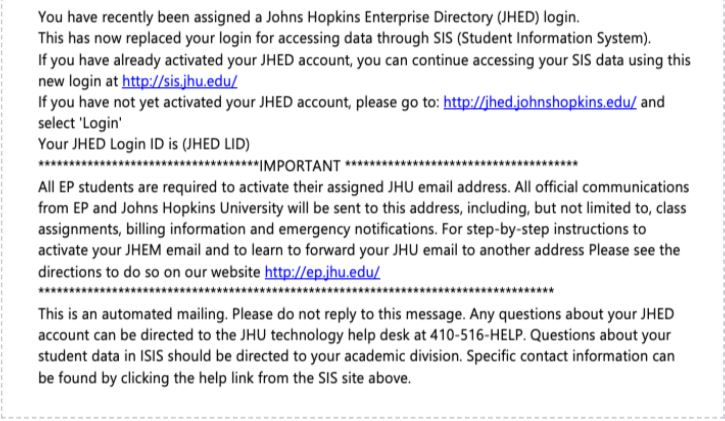 You have recently been assigned a Johns Hopkins Enterprise Directory (JHED) login.
This has now replaced your login for accessing data through SIS (Student Information System).
If you have already activated your JHED account, you can continue accessing your SIS data using this
new login at http://sis.jhu.edu/
If you have not yet activated your JHED account, please go to: http://jhed.johnshopkins.edu/ and
select 'Login'
Your JHED Login ID is (JHED LID)
************************************IMPORTANT **************************************
All EP students are required to activate their assigned JHU email address. All official communications
from EP and Johns Hopkins University will be sent to this address, including, but not limited to, class
assignments, billing information and emergency notifications. For step-by-step instructions to
activate your JHEM email and to learn to forward your JHU email to another address Please see the
directions to do so on our website http://ep.jhu.edu/
************************************************************************************
This is an automated mailing. Please do not reply to this message. Any questions about your JHED
account can be directed to the JHU technology help desk at 410-516-HELP. Questions about your
student data in ISIS should be directed to your academic division. Specific contact information can
be found by clicking the help link from the SIS site above.